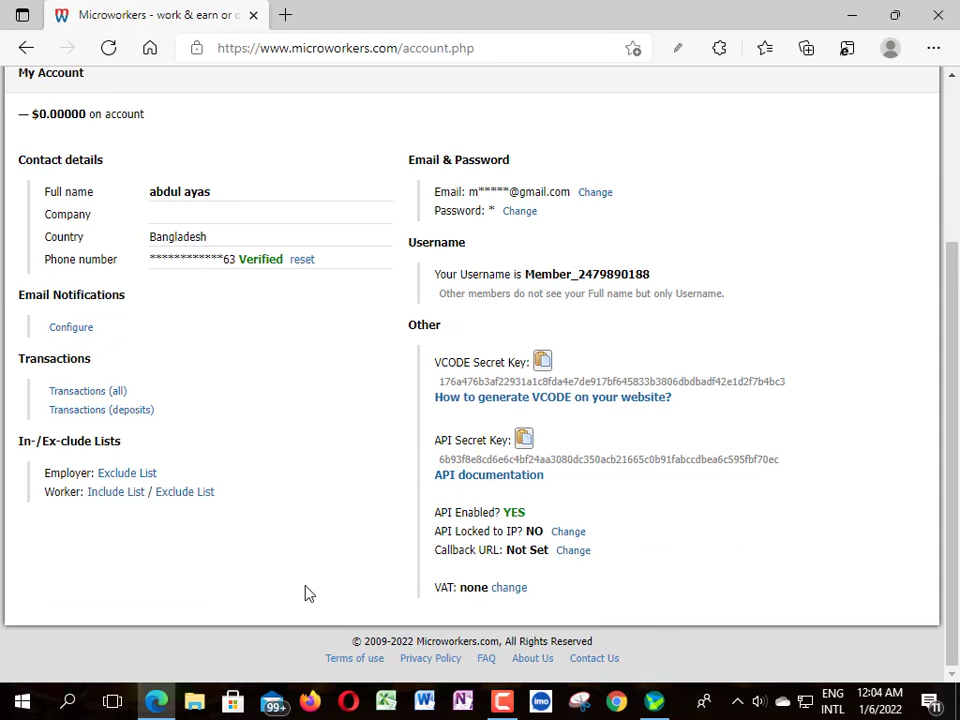 Microworkers - work & earn or c
https://www.microworkers.com/account.php
My Account
— $0.00000 on account
Contact details
Full name abdul ayas
Company
Country Bangladesh
Phone number ************63 Verified reset
Email Notifications
Configure
Transactions
Transactions (all)
Transactions (deposits)
In-/Ex-clude Lists
Employer: Exclude List
Worker: Include List / Exclude List
Email & Password
Email: m*****@gmail.com Change
Password: * Change
Username
Your Username is Member_2479890188
Other members do not see your Full name but only Username.
Other
VCODE Secret Key:
176a476b3af22931a1c8fda4e7de917bf645833b3806dbdbadf42e1d2f7b4bc3
How to generate VCODE on your website?
API Secret Key:
6b93f8e8cd6e6c4bf24aa3080dc350acb21665c0b91fabccdbea6c595fbf70ec
API documentation
API Enabled? YES
API Locked to IP? NO Change
Callback URL: Not Set Change
VAT: none change
© 2009-2022 Microworkers.com, All Rights Reserved
Terms of use Privacy Policy FAQ About Us Contact Us
99+
imo
ENG
INTL
12:04 AM
1/6/2022
11